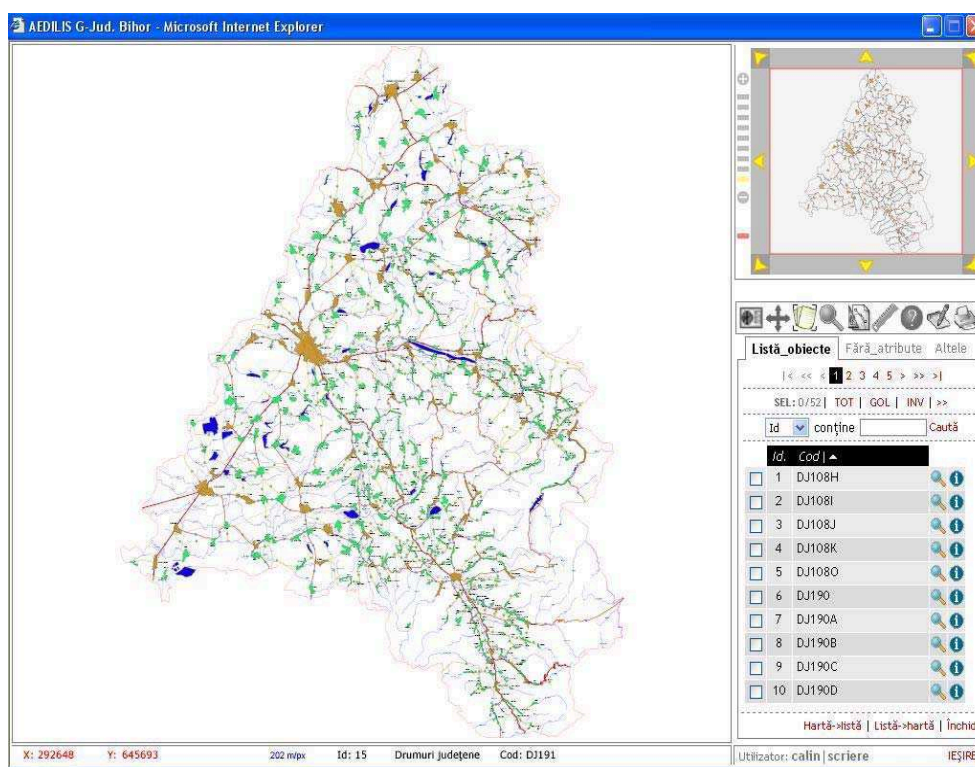 AEDILIS G-Jud. Bihor - Microsoft Internet Explorer
Listă_obiecte Fără_atribute Altele
|< << < 1 2 3 4 5 > >> >|
SEL: 0/52 | TOT | GOL | INV | >>
Id conține Caută
Id. Cod | ▲
1 DJ108H
2 DJ108I
3 DJ108J
4 DJ108K
5 DJ108O
6 DJ190
7 DJ190A
8 DJ190B
9 DJ190C
10 DJ190D
Hartă->listă | Listă->hartă | Închid
X: 292648 Y: 645693 202 m/px Id: 15 Drumuri județene Cod: DJ191
Utilizator: calin | scriere IEȘIRE